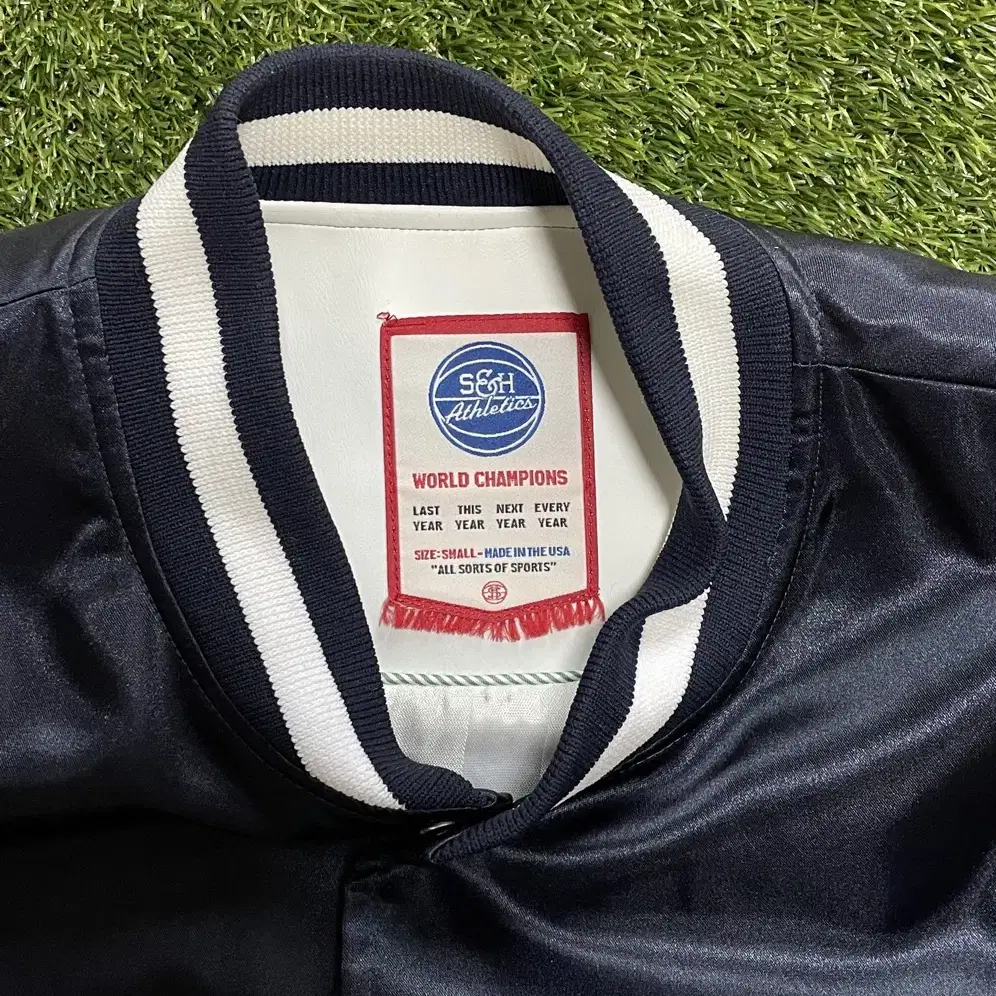 S&H
Athletics
WORLD CHAMPIONS
LAST THIS NEXT EVERY
YEAR YEAR YEAR YEAR
SIZE: SMALL - MADE IN THE USA
"ALL SORTS OF SPORTS"